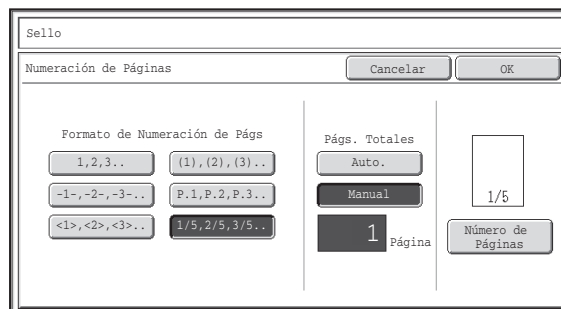 Sello
Numeración de Páginas
Cancelar
OK
Formato de Numeración de Págs
1,2,3..
(1),(2),(3)..
-1-,-2-,-3-..
P.1,P.2,P.3..
<1>,<2>,<3>..
1/5,2/5,3/5..
Págs. Totales
Auto.
Manual
1 Página
1/5
Número de
Páginas